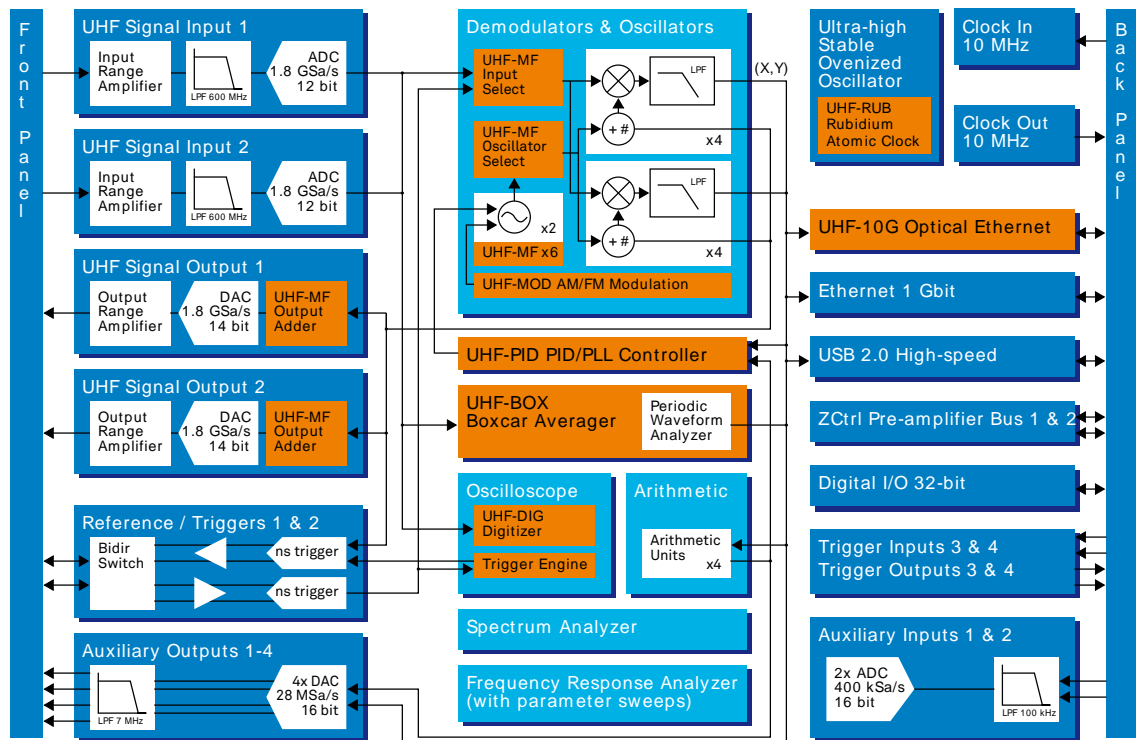 Front Panel
UHF Signal Input 1
Input
Range
Amplifier
LPF 600 MHz
ADC
1.8 GSa/s
12 bit
UHF Signal Input 2
Input
Range
Amplifier
LPF 600 MHz
ADC
1.8 GSa/s
12 bit
UHF Signal Output 1
Output
Range
Amplifier
DAC
1.8 GSa/s
14 bit
UHF-MF
Output
Adder
UHF Signal Output 2
Output
Range
Amplifier
DAC
1.8 GSa/s
14 bit
UHF-MF
Output
Adder
Reference / Triggers 1 & 2
Bidir
Switch
ns trigger
ns trigger
Auxiliary Outputs 1-4
LPF 7 MHz
4x DAC
28 MSa/s
16 bit
Demodulators & Oscillators
UHF-MF
Input
Select
UHF-MF
Oscillator
Select
x2
UHF-MF x6
UHF-MOD AM/FM Modulation
LPF
+ #
x4
LPF
+ #
x4
(X,Y)
UHF-PID PID/PLL Controller
UHF-BOX
Boxcar Averager
Periodic
Waveform
Analyzer
Oscilloscope
UHF-DIG
Digitizer
Trigger Engine
Arithmetic
Arithmetic
Units
x4
Spectrum Analyzer
Frequency Response Analyzer
(with parameter sweeps)
Ultra-high
Stable
Ovenized
Oscillator
UHF-RUB
Rubidium
Atomic Clock
Clock In
10 MHz
Clock Out
10 MHz
UHF-10G Optical Ethernet
Ethernet 1 Gbit
USB 2.0 High-speed
ZCtrl Pre-amplifier Bus 1 & 2
Digital I/O 32-bit
Trigger Inputs 3 & 4
Trigger Outputs 3 & 4
Auxiliary Inputs 1 & 2
2x ADC
400 kSa/s
16 bit
LPF 100 kHz
Back Panel